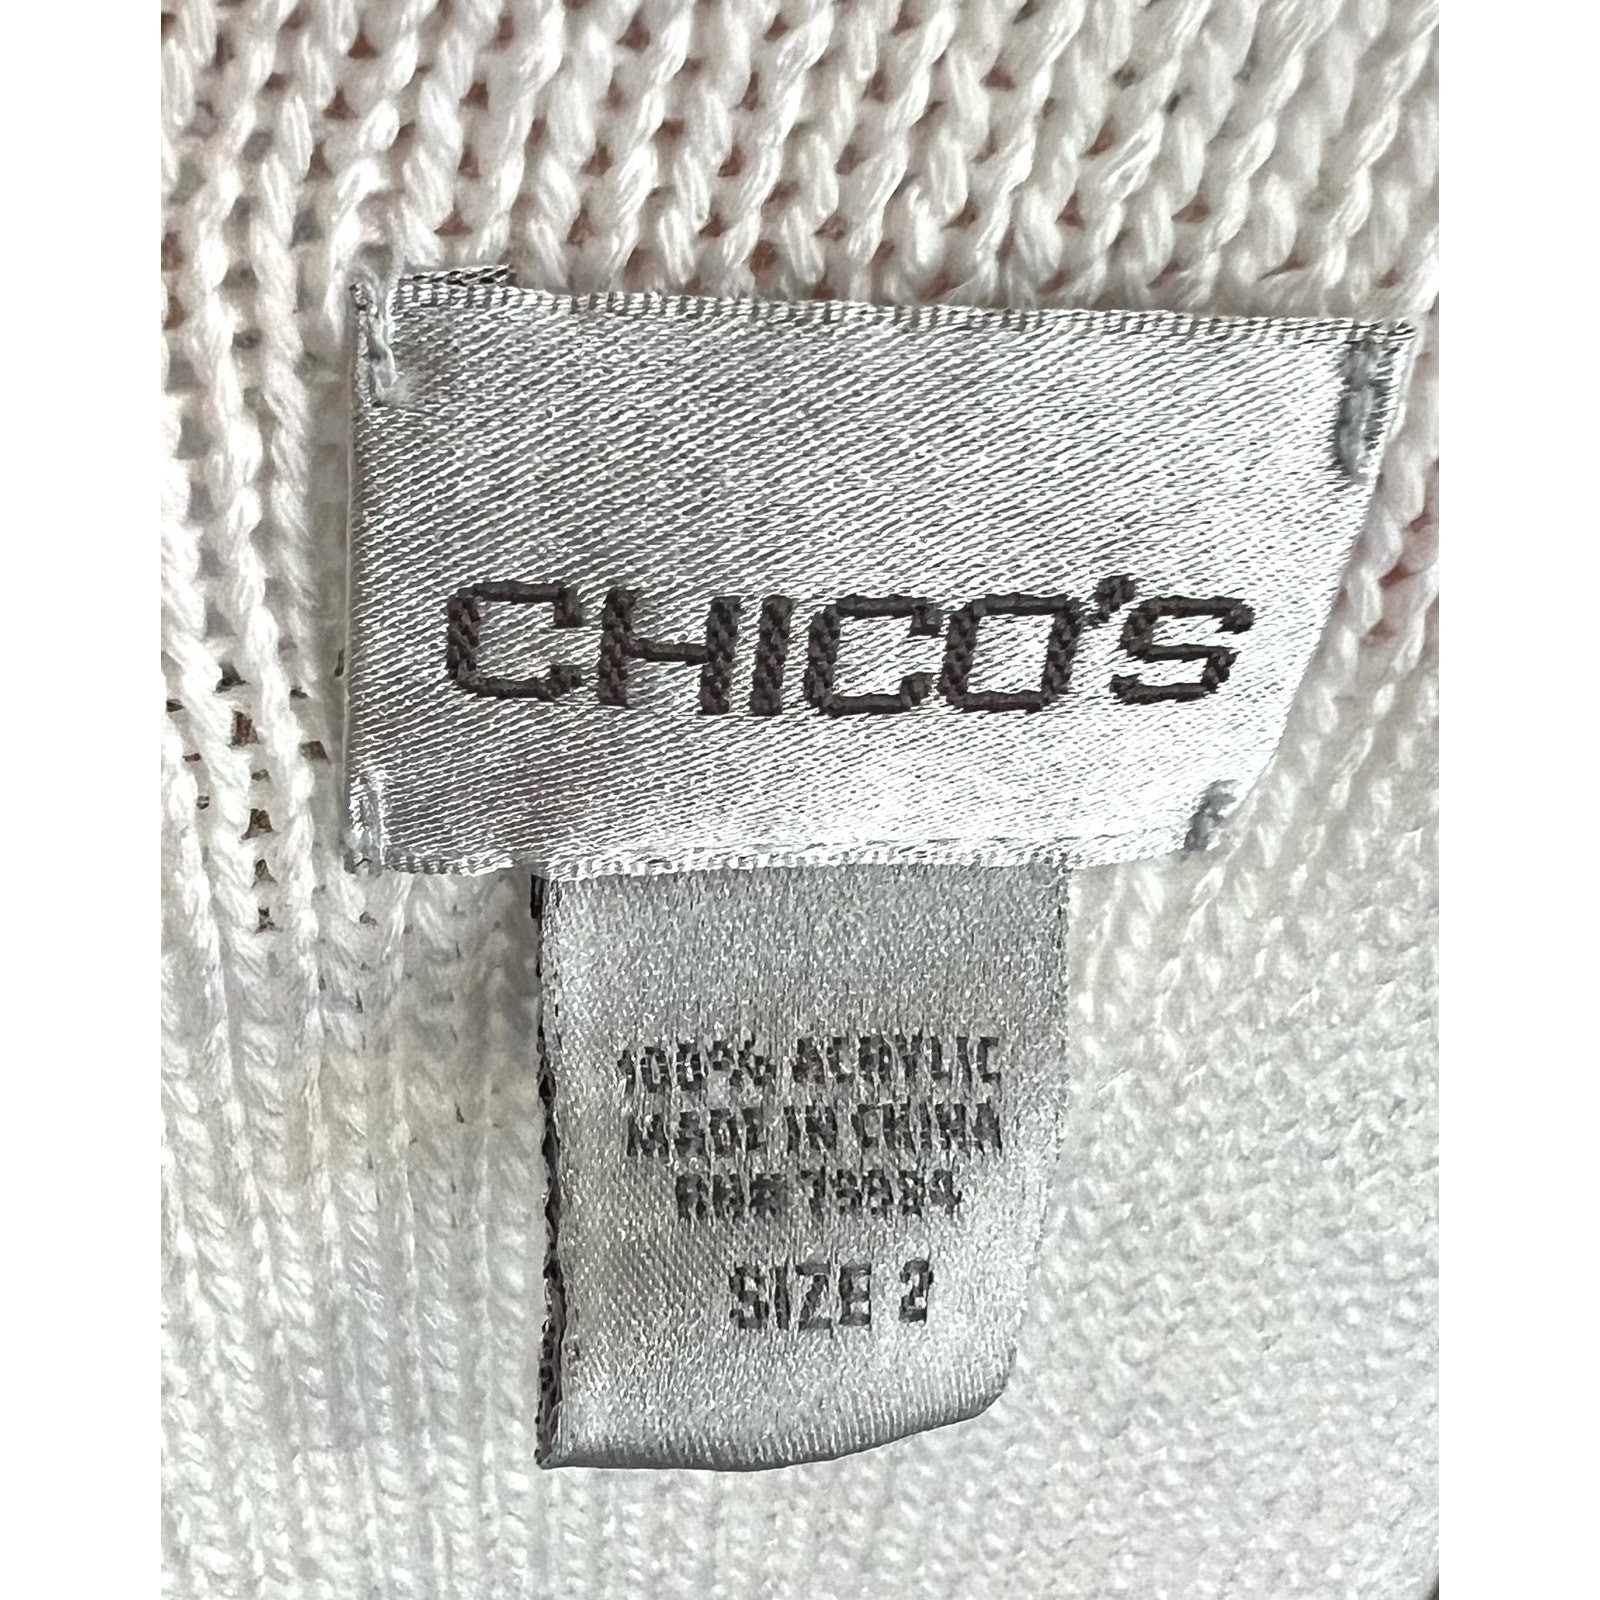 CHICO'S
100% ACRYLIC
MADE IN CHINA
SIZE 2